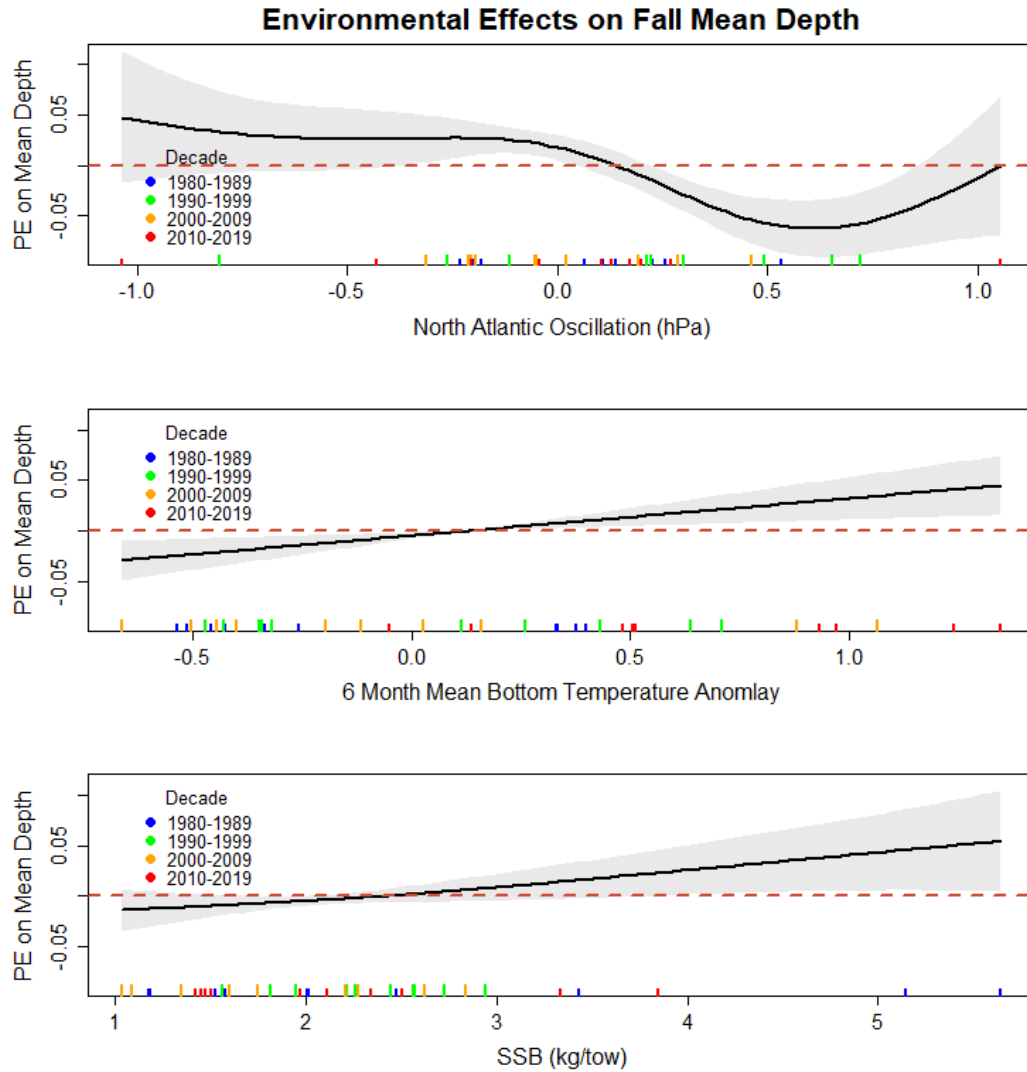 Environmental Effects on Fall Mean Depth
PE on Mean Depth
0.05
-0.05
Decade
1980-1989
1990-1999
2000-2009
2010-2019
-1.0 -0.5 0.0 0.5 1.0
North Atlantic Oscillation (hPa)
PE on Mean Depth
0.05
-0.05
Decade
1980-1989
1990-1999
2000-2009
2010-2019
-0.5 0.0 0.5 1.0
6 Month Mean Bottom Temperature Anomlay
PE on Mean Depth
0.05
-0.05
Decade
1980-1989
1990-1999
2000-2009
2010-2019
1 2 3 4 5
SSB (kg/tow)